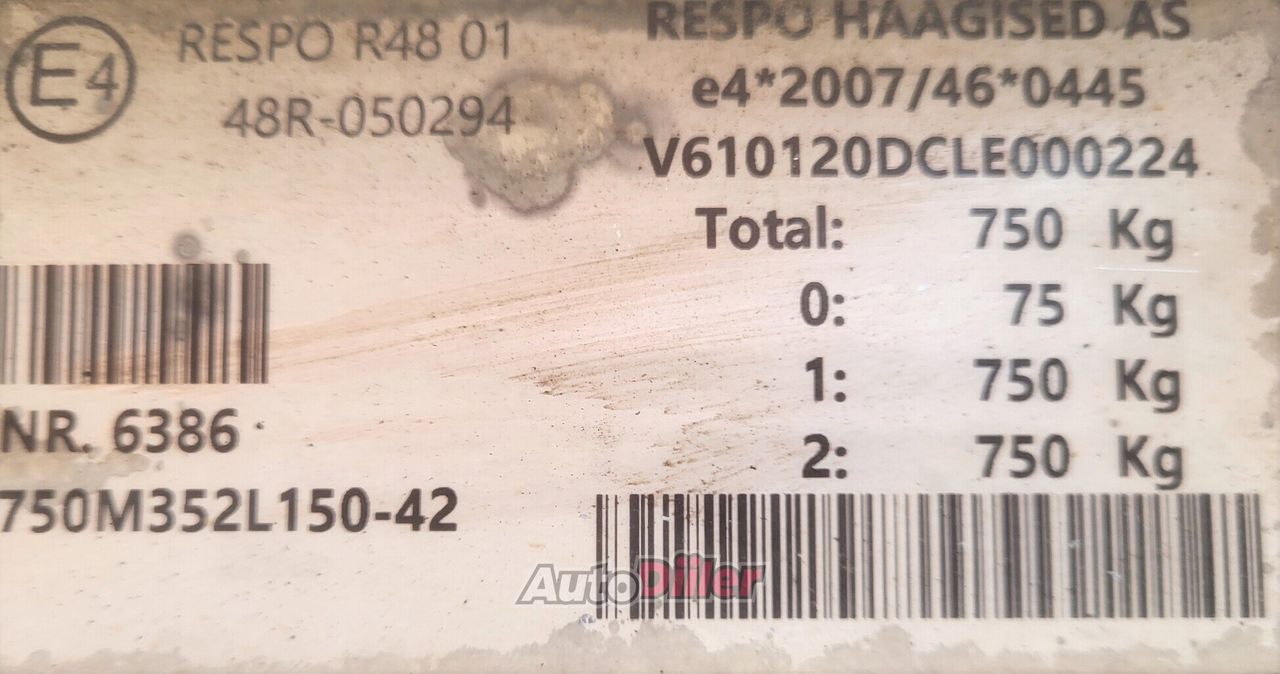 E4
RESPO R48 01
48R-050294
RESPO HAAGISED AS
e4*2007/46*0445
V610120DCLE000224
Total: 750 Kg
0: 75 Kg
1: 750 Kg
2: 750 Kg
NR. 6386
750M352L150-42
AutoDiler